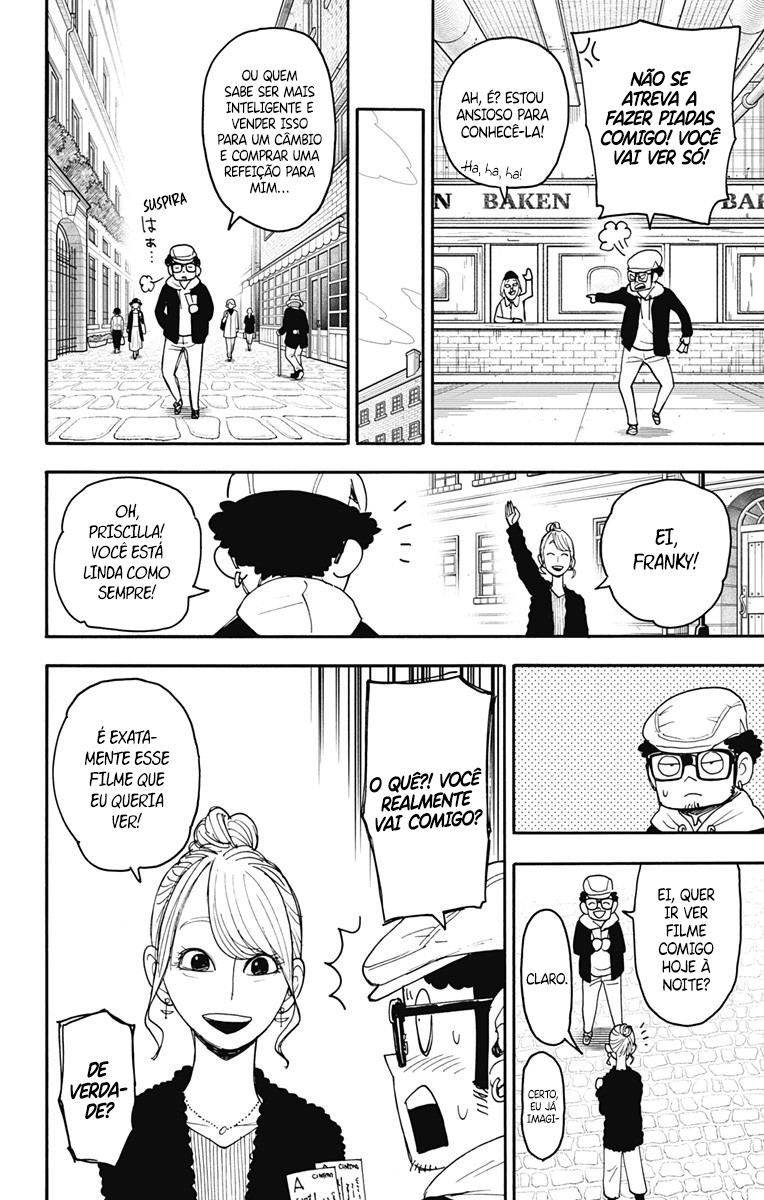 NÃO SE
ATREVA A
FAZER PIADAS
COMIGO! VOCÊ
VAI VER SÓ!
AH, É? ESTOU
ANSIOSO PARA
CONHECÊ-LA!
Ha, ha, ha!
N BAKEN BA
OU QUEM
SABE SER MAIS
INTELIGENTE E
VENDER ISSO
PARA UM CÂMBIO
E COMPRAR UMA
REFEIÇÃO PARA
MIM...
SUSPIRA
はぁ…
EI,
FRANKY!
OH,
PRISCILLA!
VOCÊ ESTÁ
LINDA COMO
SEMPRE!
EI, QUER
IR VER
FILME
COMIGO
HOJE À
NOITE?
CLARO.
CERTO,
EU JÁ
IMAGI-
O QUÊ?! VOCÊ
REALMENTE
VAI COMIGO?
É EXATA-
MENTE ESSE
FILME QUE
EU QUERIA
VER!
DE
VERDA-
DE?
A CINEMA
CINEMA